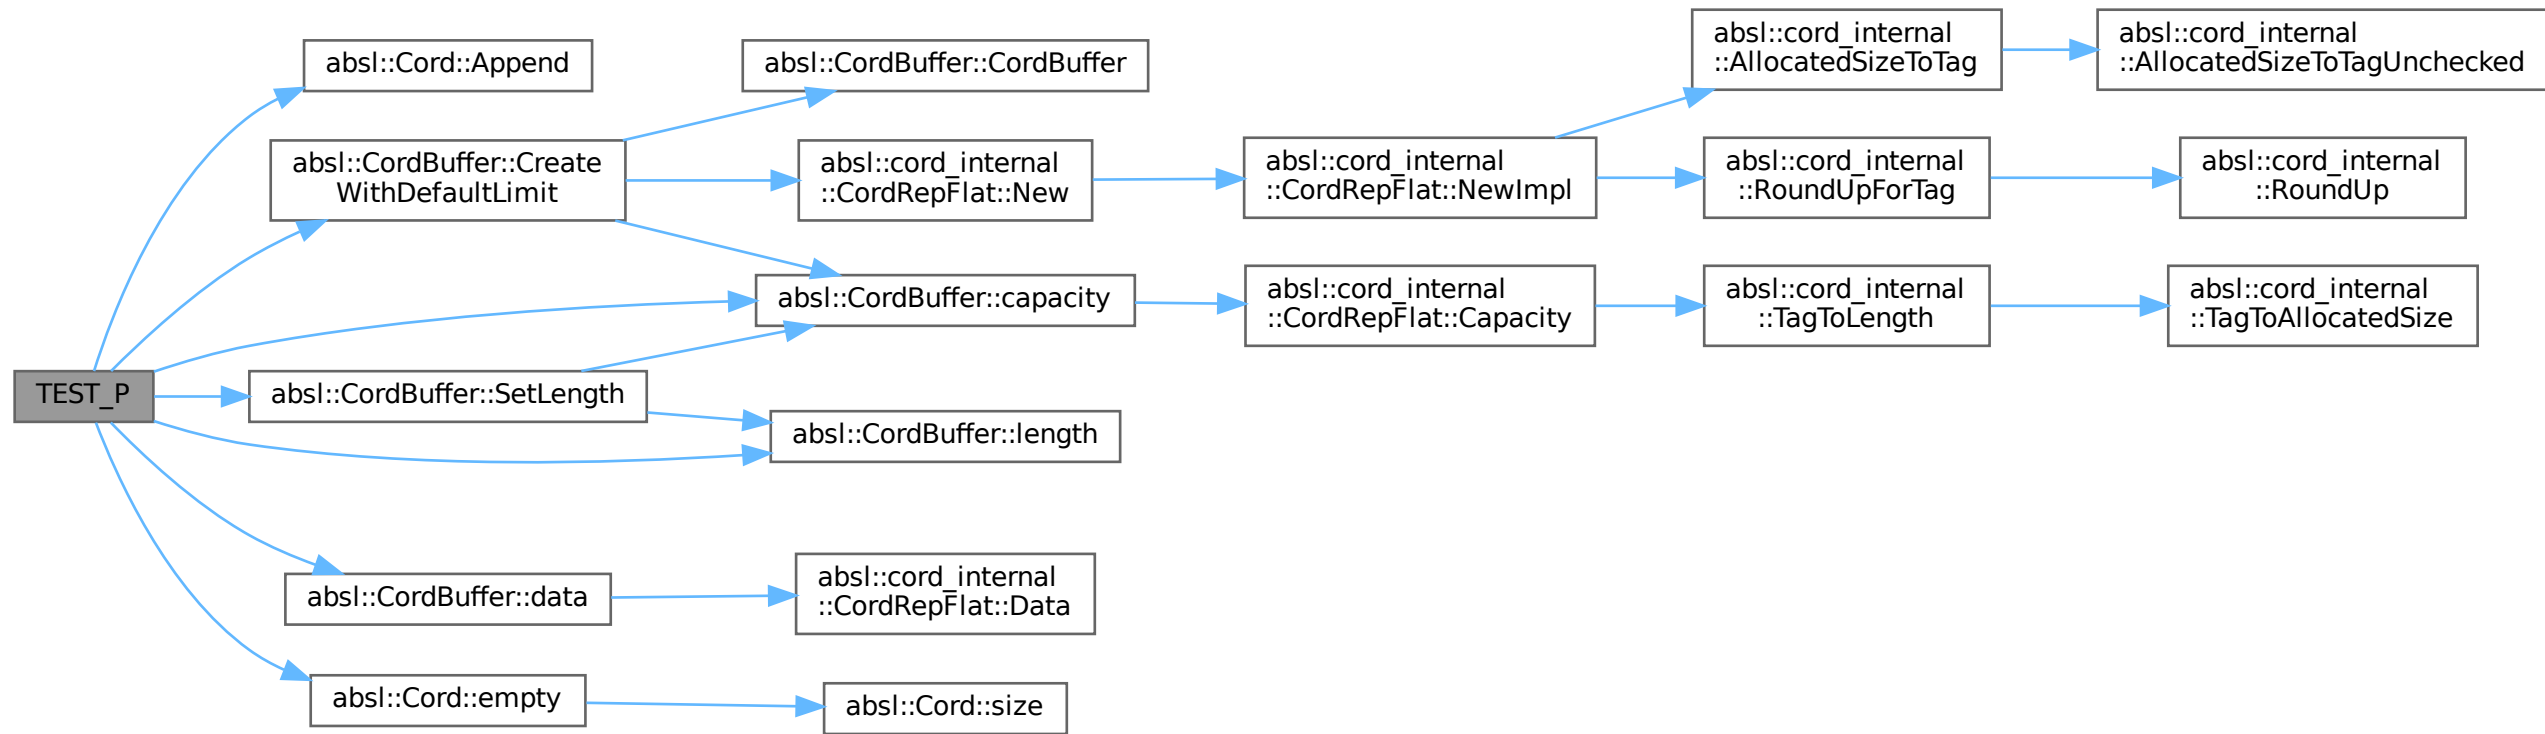 TEST_P
absl::Cord::Append
absl::CordBuffer::Create
WithDefaultLimit
absl::CordBuffer::SetLength
absl::CordBuffer::data
absl::Cord::empty
absl::CordBuffer::CordBuffer
absl::cord_internal
::CordRepFlat::New
absl::CordBuffer::capacity
absl::CordBuffer::length
absl::cord_internal
::CordRepFlat::Data
absl::Cord::size
absl::cord_internal
::CordRepFlat::NewImpl
absl::cord_internal
::CordRepFlat::Capacity
absl::cord_internal
::AllocatedSizeToTag
absl::cord_internal
::RoundUpForTag
absl::cord_internal
::TagToLength
absl::cord_internal
::AllocatedSizeToTagUnchecked
absl::cord_internal
::RoundUp
absl::cord_internal
::TagToAllocatedSize